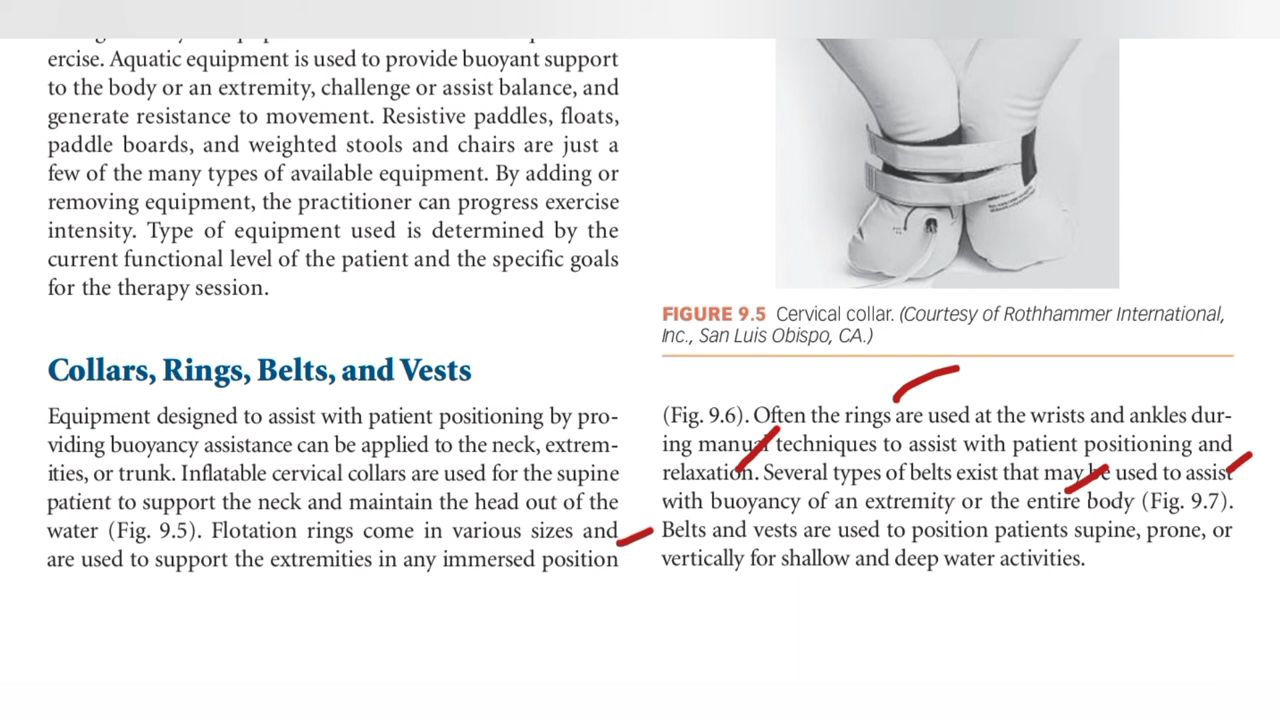 ercise. Aquatic equipment is used to provide buoyant support
to the body or an extremity, challenge or assist balance, and
generate resistance to movement. Resistive paddles, floats,
paddle boards, and weighted stools and chairs are just a
few of the many types of available equipment. By adding or
removing equipment, the practitioner can progress exercise
intensity. Type of equipment used is determined by the
current functional level of the patient and the specific goals
for the therapy session.
Collars, Rings, Belts, and Vests
Equipment designed to assist with patient positioning by pro-
viding buoyancy assistance can be applied to the neck, extrem-
ities, or trunk. Inflatable cervical collars are used for the supine
patient to support the neck and maintain the head out of the
water (Fig. 9.5). Flotation rings come in various sizes and
are used to support the extremities in any immersed position
FIGURE 9.5 Cervical collar. (Courtesy of Rothhammer International,
Inc., San Luis Obispo, CA.)
(Fig. 9.6). Often the rings are used at the wrists and ankles dur-
ing manual techniques to assist with patient positioning and
relaxation. Several types of belts exist that may be used to assist
with buoyancy of an extremity or the entire body (Fig. 9.7).
Belts and vests are used to position patients supine, prone, or
vertically for shallow and deep water activities.